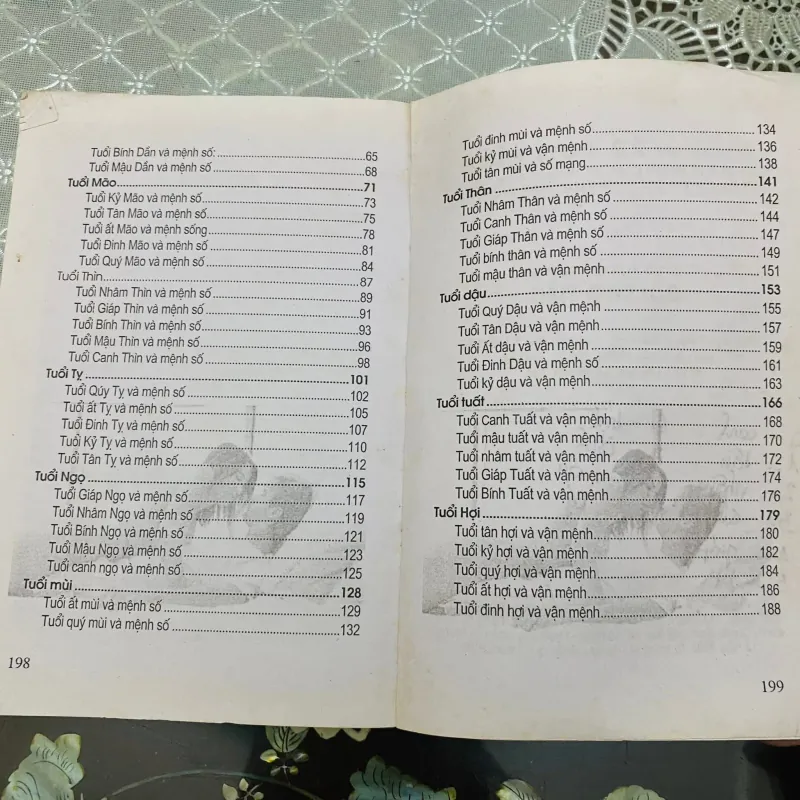 Tuổi Bính Dần và mệnh số: 65
Tuổi Mậu Dần và mệnh số 68
Tuổi Mão 71
Tuổi Kỷ Mão và mệnh số 73
Tuổi Tân Mão và mệnh số 75
Tuổi ất Mão và mệnh sống 78
Tuổi Đinh Mão và mệnh số 81
Tuổi Quý Mão và mệnh số 84
Tuổi Thìn 87
Tuổi Nhâm Thìn và mệnh số 89
Tuổi Giáp Thìn và mệnh số 91
Tuổi Bính Thìn và mệnh số 93
Tuổi Mậu Thìn và mệnh số 96
Tuổi Canh Thìn và mệnh số 98
Tuổi Tỵ 101
Tuổi Qúy Tỵ và mệnh số 102
Tuổi ất Tỵ và mệnh số 105
Tuổi Đinh Tỵ và mệnh số 107
Tuổi Kỷ Tỵ và mệnh số 110
Tuổi Tân Tỵ và mệnh số 112
Tuổi Ngọ 115
Tuổi Giáp Ngọ và mệnh số 117
Tuổi Nhâm Ngọ và mệnh số 119
Tuổi Bính Ngọ và mệnh số 121
Tuổi Mậu Ngọ và mệnh số 123
Tuổi canh ngọ và mệnh số 125
Tuổi mùi 128
Tuổi ất mùi và mệnh số 129
Tuổi quý mùi và mệnh số 132
198
Tuổi đinh mùi và mệnh số 134
Tuổi kỷ mùi và vận mệnh 136
Tuổi tân mùi và số mạng 138
Tuổi Thân 141
Tuổi Nhâm Thân và mệnh số 142
Tuổi Canh Thân và mệnh số 144
Tuổi Giáp Thân và mệnh số 147
Tuổi bính thân và mệnh số 149
Tuổi mậu thân và vận mệnh 151
Tuổi dậu 153
Tuổi Quý Dậu và vận mệnh 155
Tuổi Tân Dậu và vận mệnh 157
Tuổi Ất dậu và vận mệnh 159
Tuổi Đinh Dậu và mệnh số 161
Tuổi kỷ dậu và vận mệnh 163
Tuổi tuất 166
Tuổi Canh Tuất và vận mệnh 168
Tuổi mậu tuất và vận mệnh 170
Tuổi nhâm tuất và vận mệnh 172
Tuổi Giáp Tuất và vận mệnh 174
Tuổi Bính Tuất và vận mệnh 176
Tuổi Hợi 179
Tuổi tân hợi và vận mệnh 180
Tuổi kỷ hợi và vận mệnh 182
Tuổi quý hợi và vận mệnh 184
Tuổi ất hợi và vận mệnh 186
Tuổi đinh hợi và vận mệnh 188
199